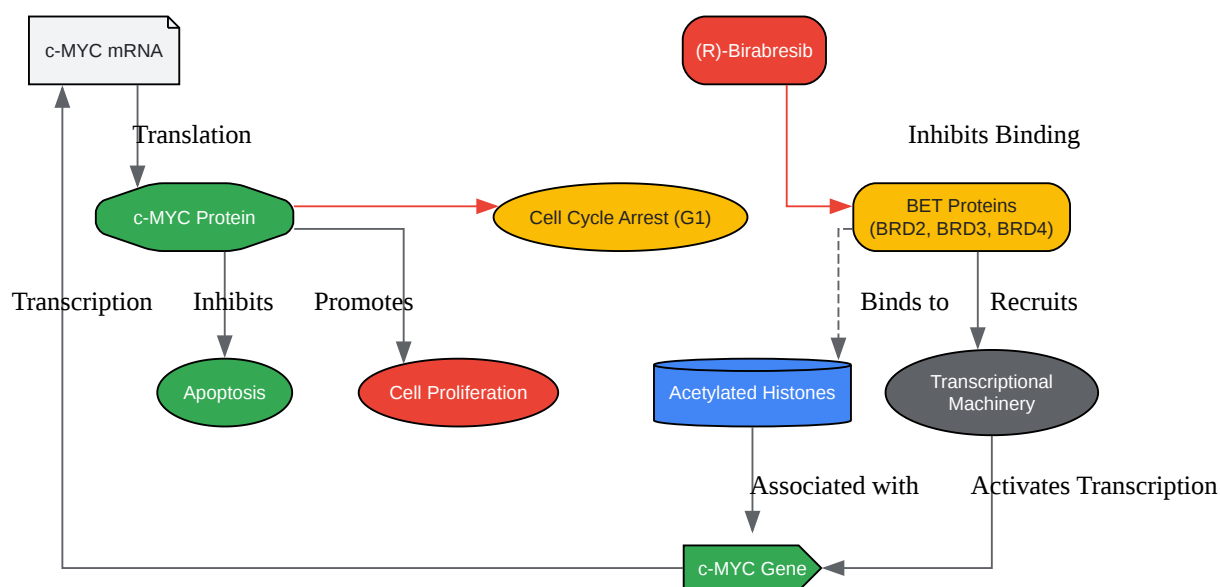 c-MYC mRNA
(R)-Birabresib
Translation
Inhibits Binding
c-MYC Protein
Cell Cycle Arrest (G1)
BET Proteins
(BRD2, BRD3, BRD4)
Transcription
Inhibits
Promotes
Binds to
Recruits
Apoptosis
Cell Proliferation
Acetylated Histones
Transcriptional
Machinery
Associated with
Activates Transcription
c-MYC Gene